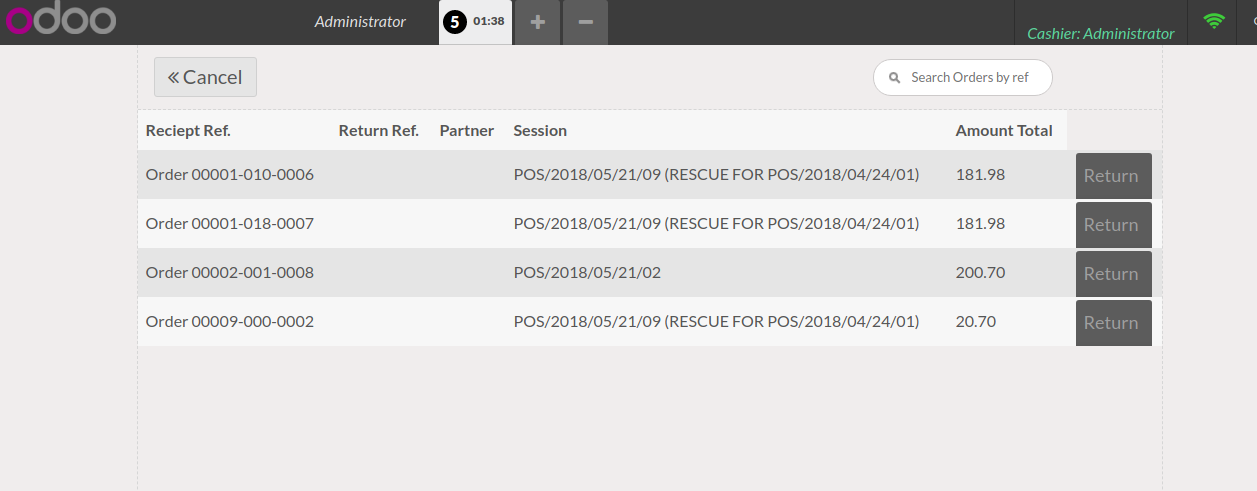 odoo Administrator 5 01:38 Cashier: Administrator
Cancel Search Orders by ref
Reciept Ref. Return Ref. Partner Session Amount Total
Order 00001-010-0006 POS/2018/05/21/09 (RESCUE FOR POS/2018/04/24/01) 181.98 Return
Order 00001-018-0007 POS/2018/05/21/09 (RESCUE FOR POS/2018/04/24/01) 181.98 Return
Order 00002-001-0008 POS/2018/05/21/02 200.70 Return
Order 00009-000-0002 POS/2018/05/21/09 (RESCUE FOR POS/2018/04/24/01) 20.70 Return